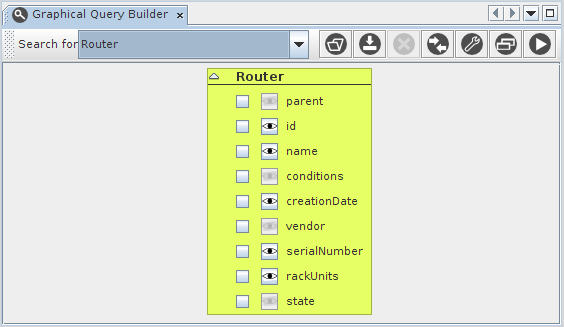 Graphical Query Builder
Search for Router
Router
parent
id
name
conditions
creationDate
vendor
serialNumber
rackUnits
state